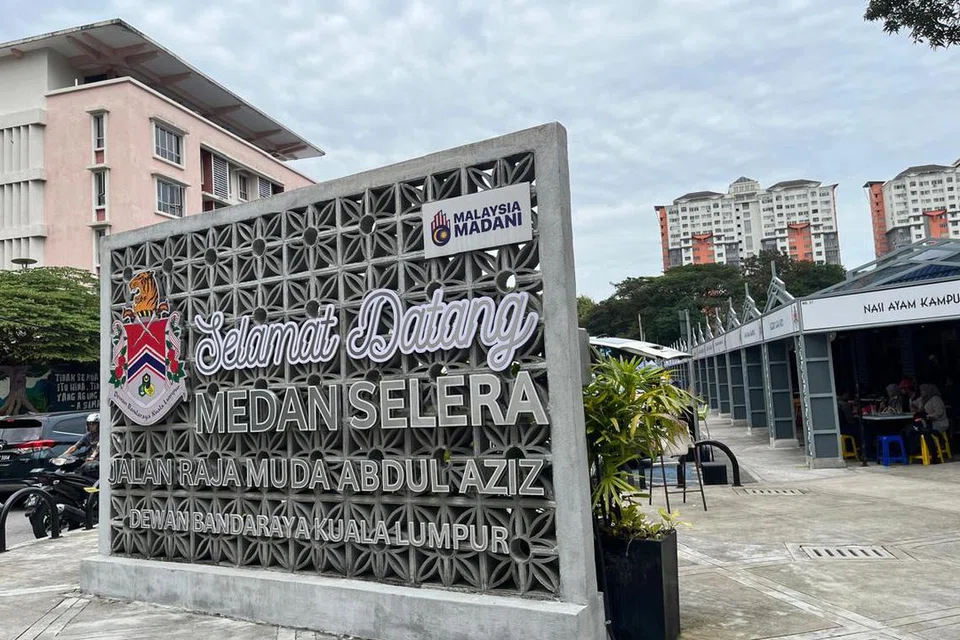 MALAYSIA
MADANI
Selamat Datang
MEDAN SELERA
JALAN RAJA MUDA ABDUL AZIZ
DEWAN BANDARAYA KUALA LUMPUR
NASI AYAM KAMPU